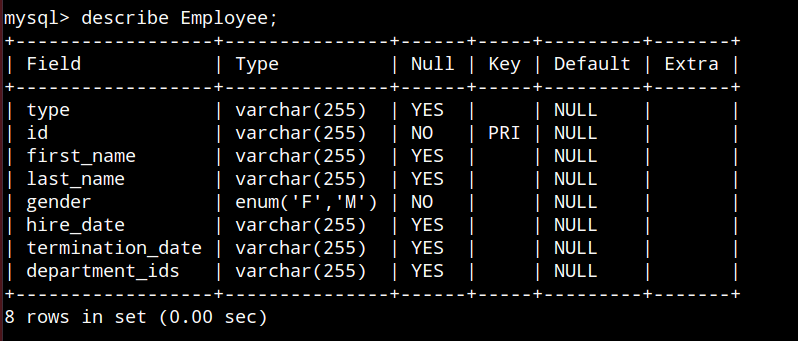 mysql> describe Employee;
+------------------+---------------+------+-----+---------+-------+
| Field            | Type          | Null | Key | Default | Extra |
+------------------+---------------+------+-----+---------+-------+
| type             | varchar(255)  | YES  |     | NULL    |       |
| id               | varchar(255)  | NO   | PRI | NULL    |       |
| first_name       | varchar(255)  | YES  |     | NULL    |       |
| last_name        | varchar(255)  | YES  |     | NULL    |       |
| gender           | enum('F','M') | NO   |     | NULL    |       |
| hire_date        | varchar(255)  | YES  |     | NULL    |       |
| termination_date | varchar(255)  | YES  |     | NULL    |       |
| department_ids   | varchar(255)  | YES  |     | NULL    |       |
+------------------+---------------+------+-----+---------+-------+
8 rows in set (0.00 sec)